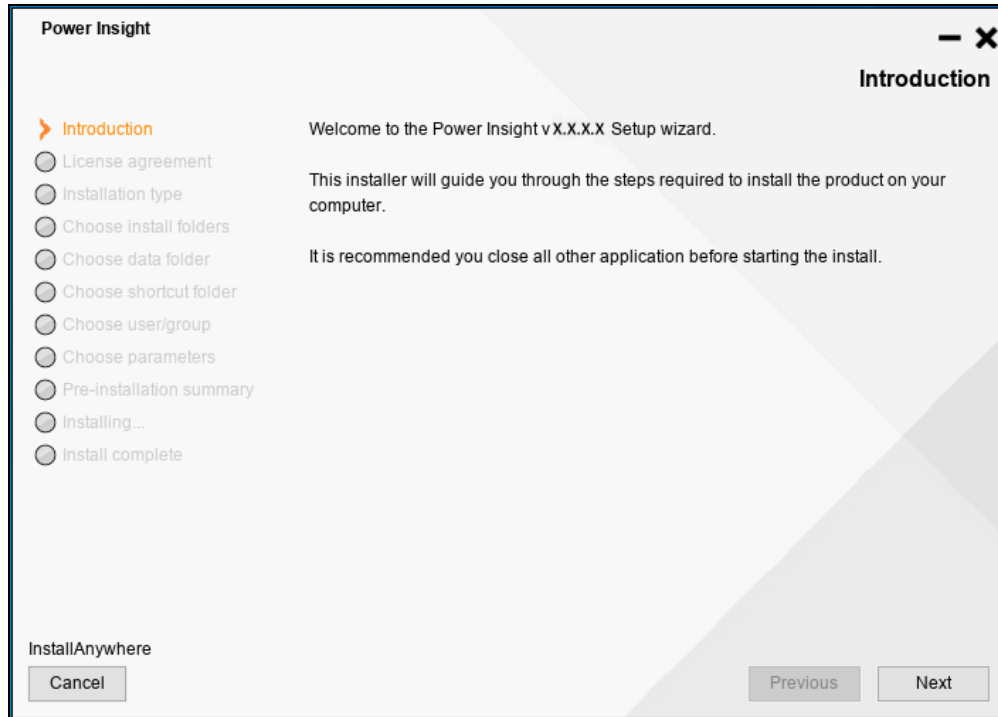 Power Insight
Introduction
Introduction
License agreement
Installation type
Choose install folders
Choose data folder
Choose shortcut folder
Choose user/group
Choose parameters
Pre-installation summary
Installing...
Install complete
Welcome to the Power Insight v X.X.X.X Setup wizard.
This installer will guide you through the steps required to install the product on your
computer.
It is recommended you close all other application before starting the install.
InstallAnywhere
Cancel
Previous
Next